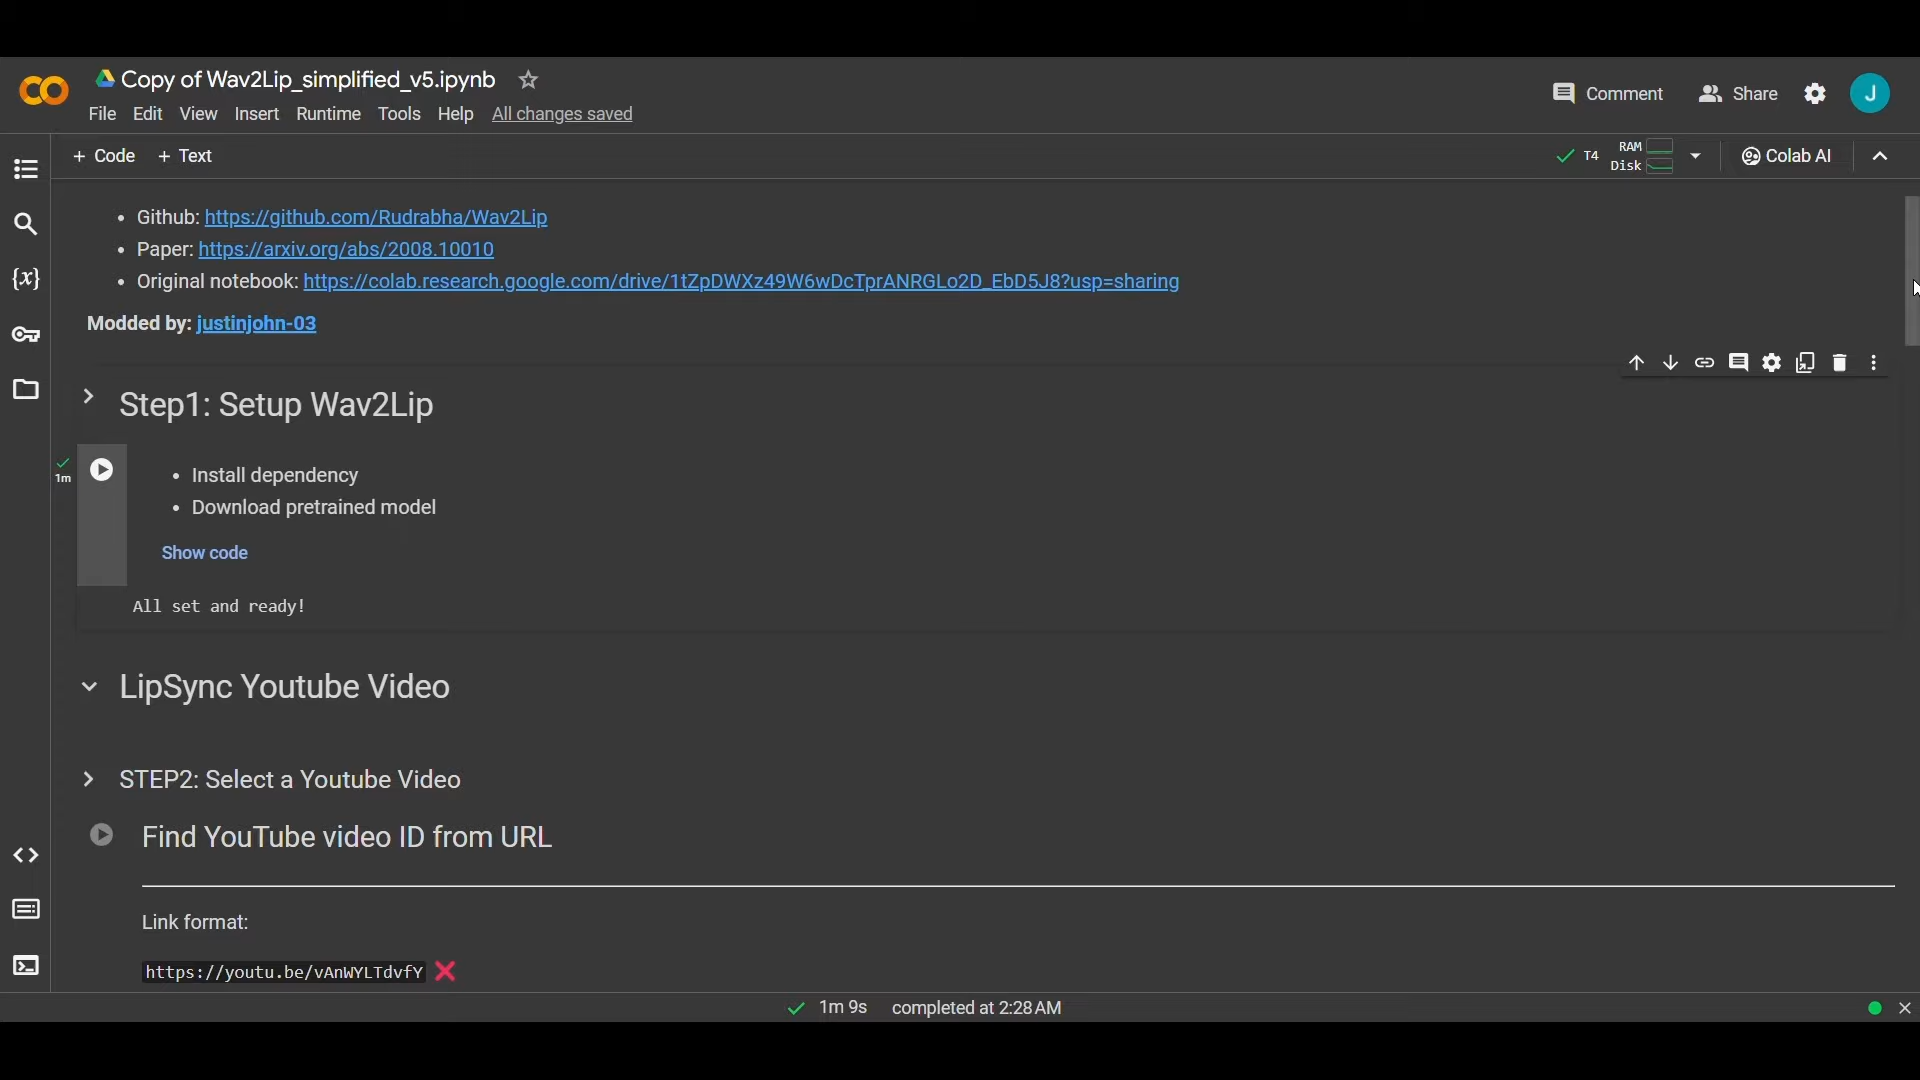 Copy of Wav2Lip_simplified_v5.ipynb
Comment
Share
J
File Edit View Insert Runtime Tools Help All changes saved
+ Code + Text
T4
RAM
Disk
Colab AI
• Github: https://github.com/Rudrabha/Wav2Lip
• Paper: https://arxiv.org/abs/2008.10010
• Original notebook: https://colab.research.google.com/drive/1tZpDWXz49W6wDcTprANRGLo2D_EbD5J8?usp=sharing
Modded by: justinjohn-03
Step1: Setup Wav2Lip
1m
• Install dependency
• Download pretrained model
Show code
All set and ready!
LipSync Youtube Video
STEP2: Select a Youtube Video
Find YouTube video ID from URL
Link format:
https://youtu.be/vAnWYLTdvfY ❌
1m 9s completed at 2:28 AM